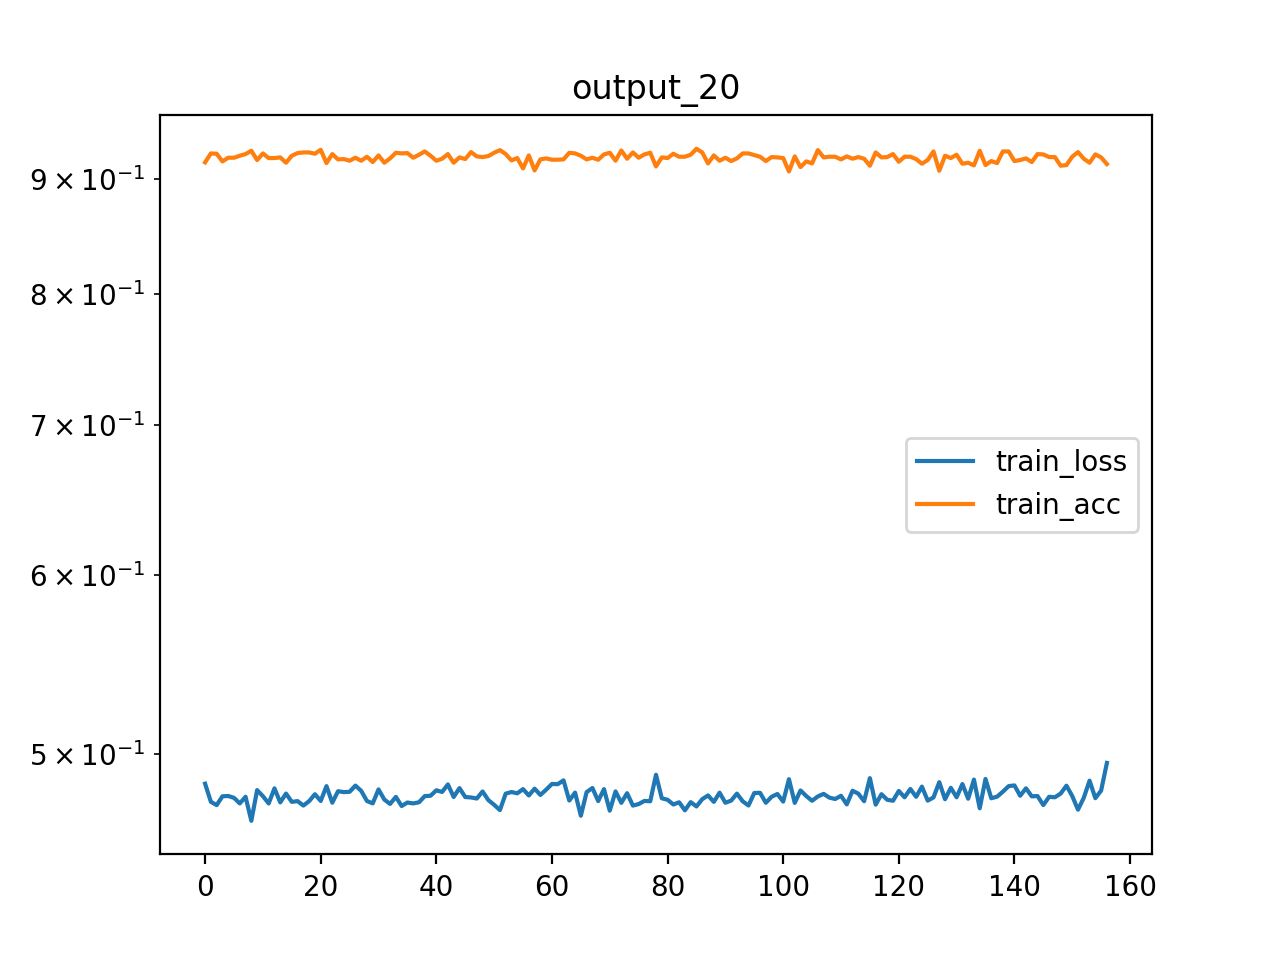 output_20
9 × 10⁻¹
8 × 10⁻¹
7 × 10⁻¹
6 × 10⁻¹
5 × 10⁻¹
train_loss
train_acc
0 20 40 60 80 100 120 140 160